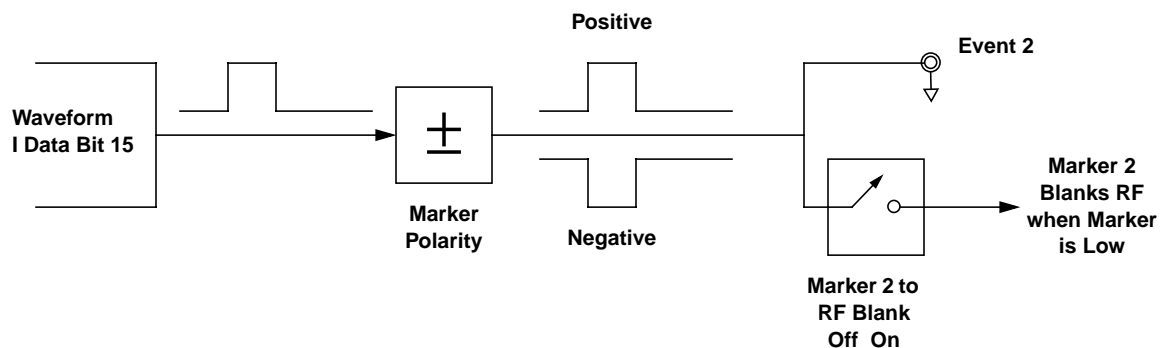 Positive
Event 2
Waveform
I Data Bit 15
±
Marker
Polarity
Negative
Marker 2
Blanks RF
when Marker
is Low
Marker 2 to
RF Blank
Off On